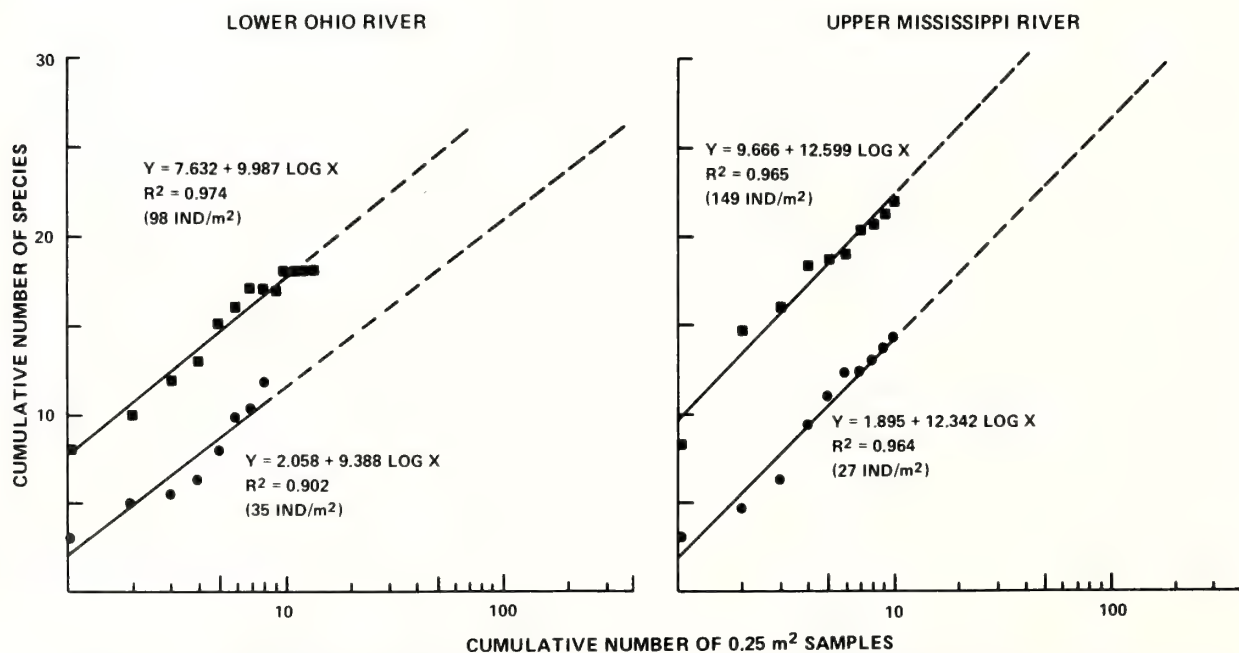 LOWER OHIO RIVER
UPPER MISSISSIPPI RIVER
CUMULATIVE NUMBER OF SPECIES
30
20
10
Y = 7.632 + 9.987 LOG X
R² = 0.974
(98 IND/m²)
Y = 2.058 + 9.388 LOG X
R² = 0.902
(35 IND/m²)
10
100
Y = 9.666 + 12.599 LOG X
R² = 0.965
(149 IND/m²)
Y = 1.895 + 12.342 LOG X
R² = 0.964
(27 IND/m²)
10
100
CUMULATIVE NUMBER OF 0.25 m² SAMPLES